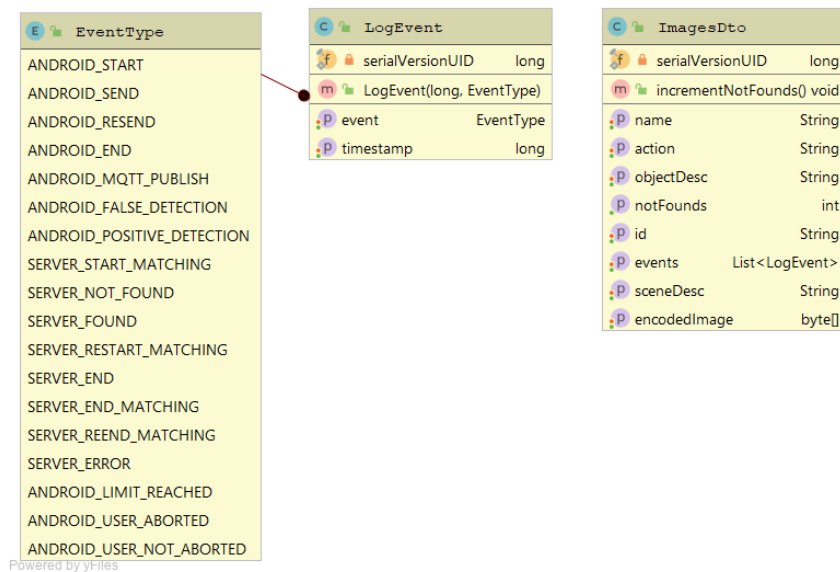 E EventType
ANDROID_START
ANDROID_SEND
ANDROID_RESEND
ANDROID_END
ANDROID_MQTT_PUBLISH
ANDROID_FALSE_DETECTION
ANDROID_POSITIVE_DETECTION
SERVER_START_MATCHING
SERVER_NOT_FOUND
SERVER_FOUND
SERVER_RESTART_MATCHING
SERVER_END
SERVER_END_MATCHING
SERVER_REEND_MATCHING
SERVER_ERROR
ANDROID_LIMIT_REACHED
ANDROID_USER_ABORTED
ANDROID_USER_NOT_ABORTED
Powered by yFiles
C LogEvent
f serialVersionUID long
m LogEvent(long, EventType)
p event EventType
p timestamp long
C ImagesDto
f serialVersionUID long
m incrementNotFounds() void
p name String
p action String
p objectDesc String
p notFounds int
p id String
p events List<LogEvent>
p sceneDesc String
p encodedImage byte[]